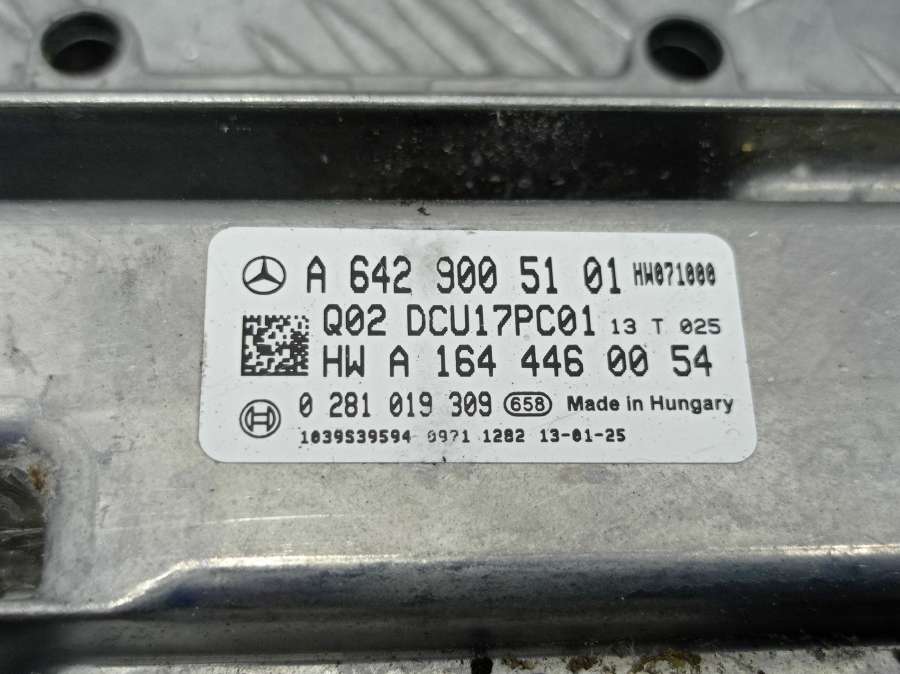 A 642 900 51 01 HW071000
Q02 DCU17PC01 13 T 025
HW A 164 446 00 54
0 281 019 309 658 Made in Hungary
1039S39594 0971 1282 13-01-25